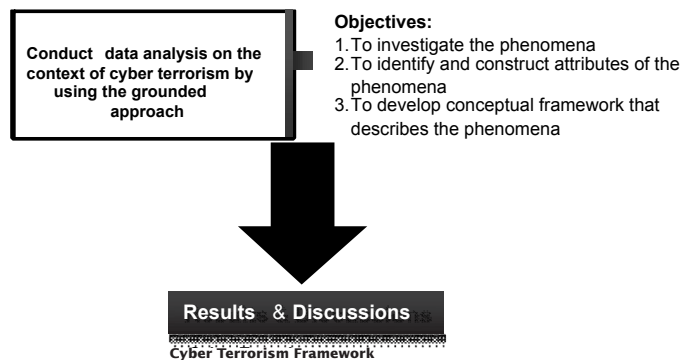 Conduct data analysis on the
context of cyber terrorism by
using the grounded
approach
Objectives:
1.To investigate the phenomena
2.To identify and construct attributes of the
phenomena
3.To develop conceptual framework that
describes the phenomena
Results & Discussions
Cyber Terrorism Framework